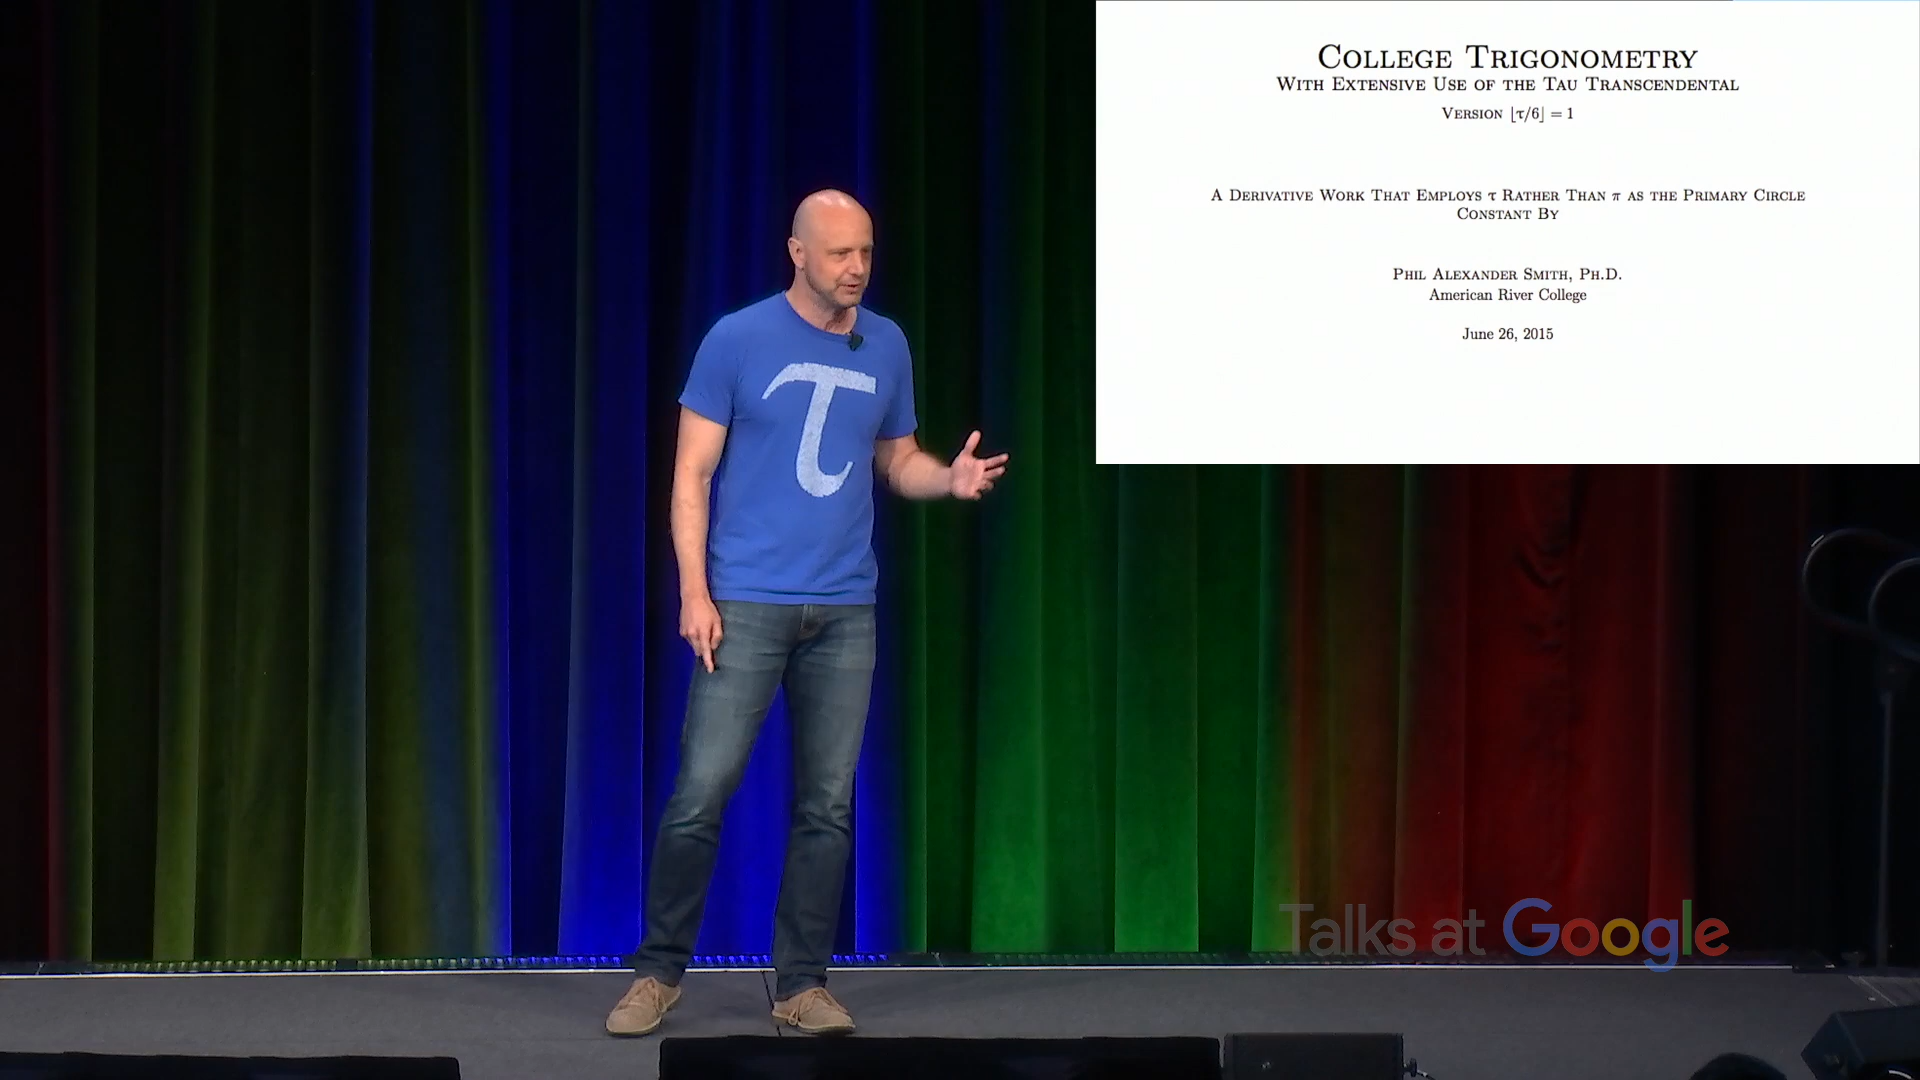 COLLEGE TRIGONOMETRY
WITH EXTENSIVE USE OF THE TAU TRANSCENDENTAL
VERSION ⌊τ/6⌋ = 1
A DERIVATIVE WORK THAT EMPLOYS τ RATHER THAN π AS THE PRIMARY CIRCLE
CONSTANT BY
PHIL ALEXANDER SMITH, PH.D.
American River College
June 26, 2015
τ
Talks at Google